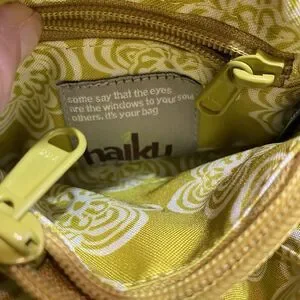 some say that the eyes
are the windows to your soul
others. it's your bag
haiku